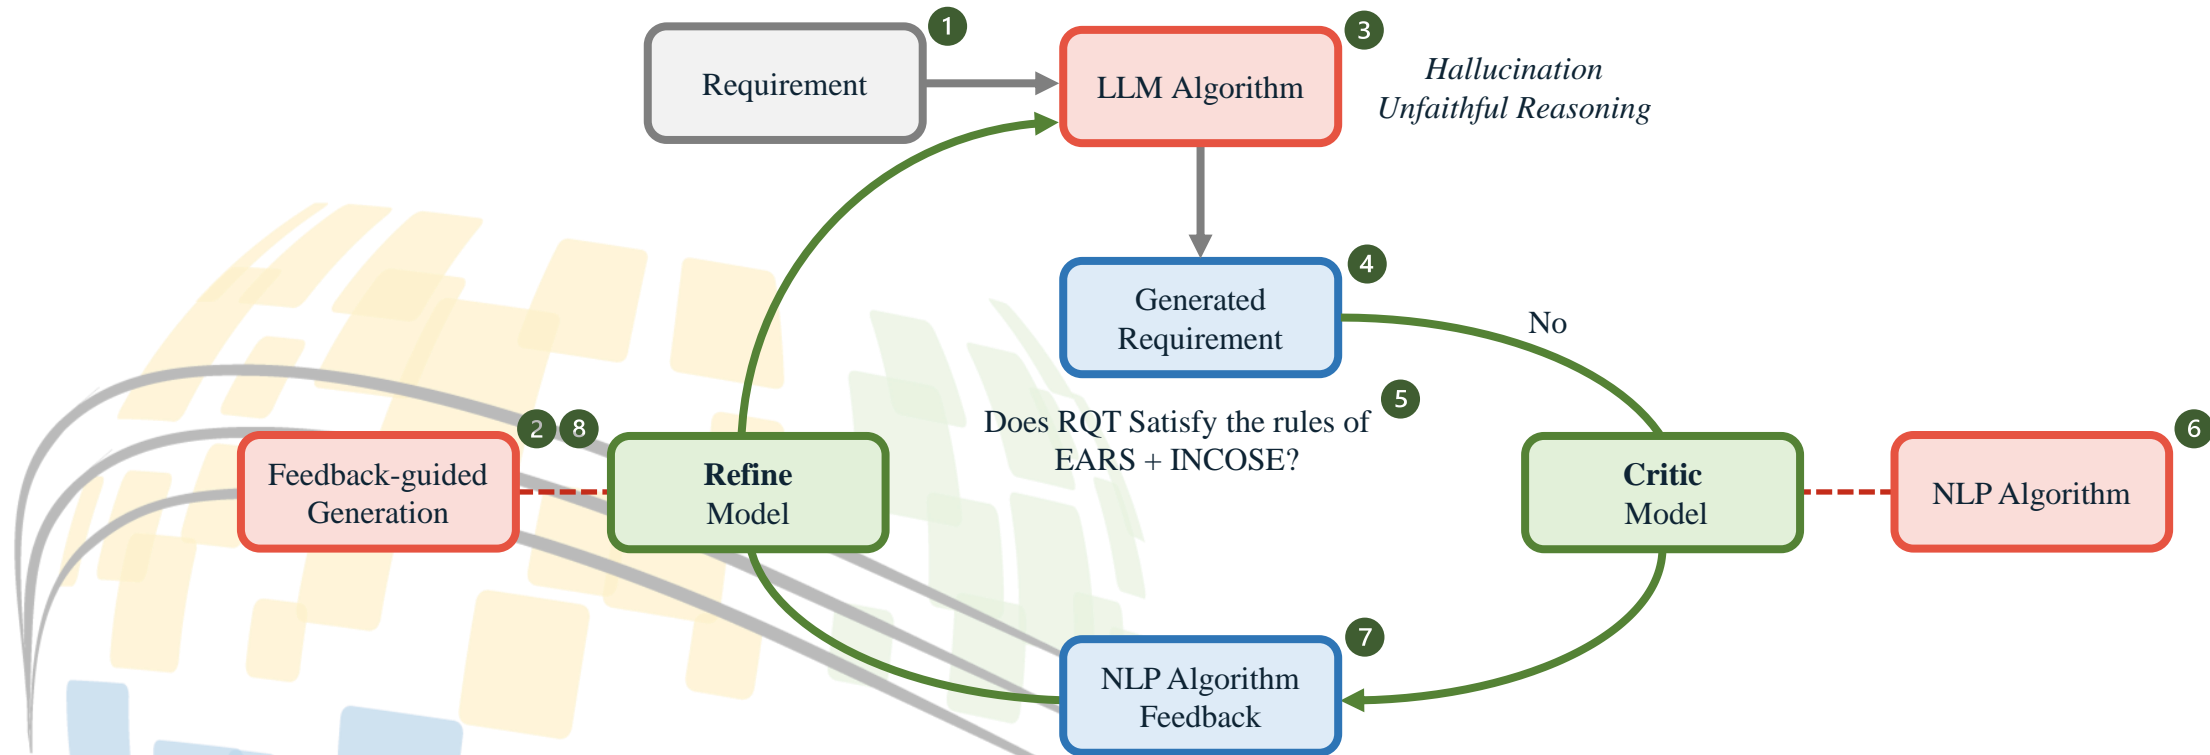 1
Requirement
3
LLM Algorithm
Hallucination
Unfaithful Reasoning
4
Generated
Requirement
No
5
Does RQT Satisfy the rules of
EARS + INCOSE?
2 8
Feedback-guided
Generation
Refine
Model
Critic
Model
6
NLP Algorithm
7
NLP Algorithm
Feedback